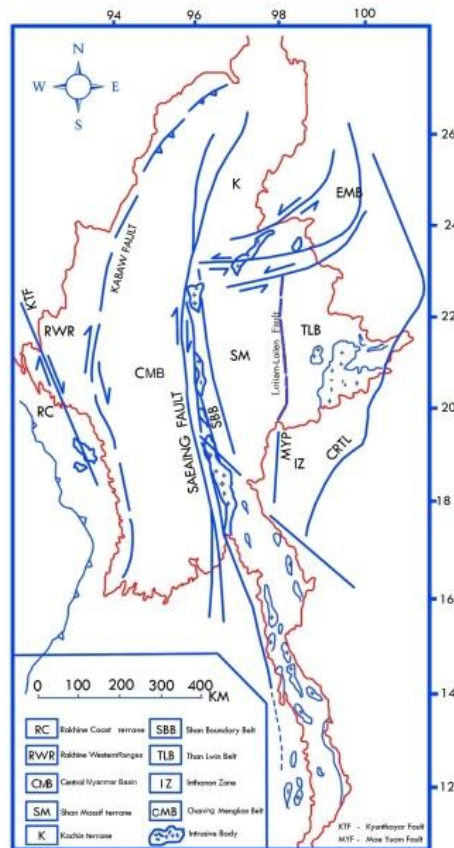 94 96 98 100
N
W E
S
26
K
EMB
24
KABAW FAULT
KTF
22
RWR
TLB
CMB
SM
Loilam-Loilen Fault
SAEAING FAULT
SBB
RC
20
MYP
IZ
CRTL
18
16
14
12
0 100 200 300 400
KM
RC Rakhine Coast terrane
SBB Shan Boundary Belt
RWR Rakhine WesternRanges
TLB Than Lwin Belt
CMB Central Myanmar Basin
IZ Inthanon Zone
SM Shan Massif terrane
CMB Chaning Menglian Belt
K Kachin terrane
Intrusive Body
KTF - Kyanthayar Fault
MYF - Mae Yuam Fault